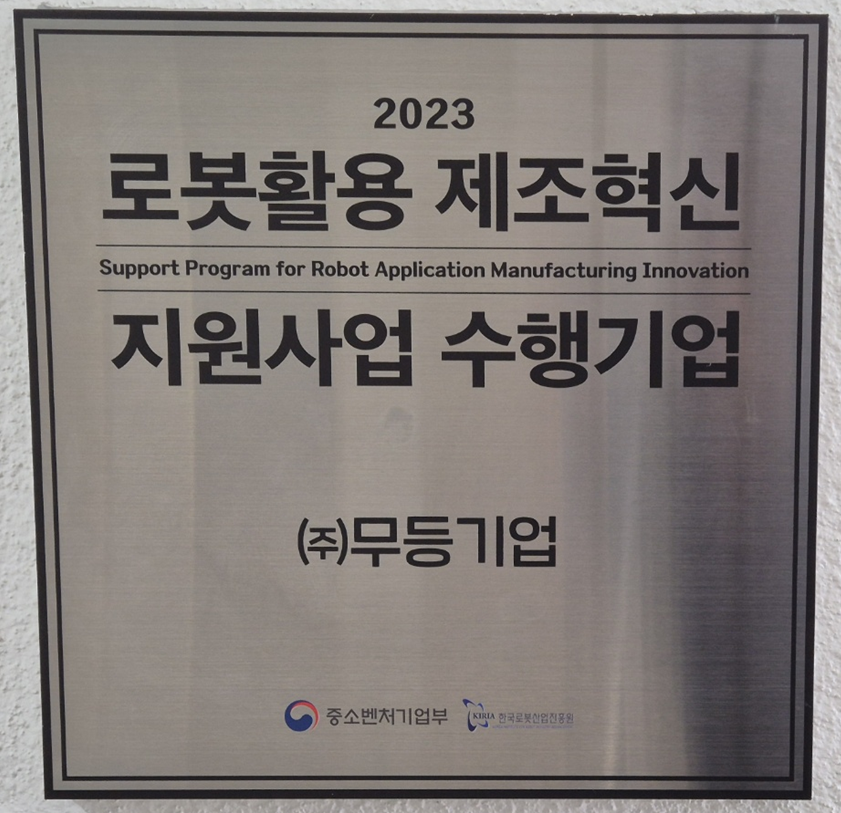 2023
로봇활용 제조혁신
Support Program for Robot Application Manufacturing Innovation
지원사업 수행기업
㈜무등기업
중소벤처기업부 KIRIA 한국로봇산업진흥원